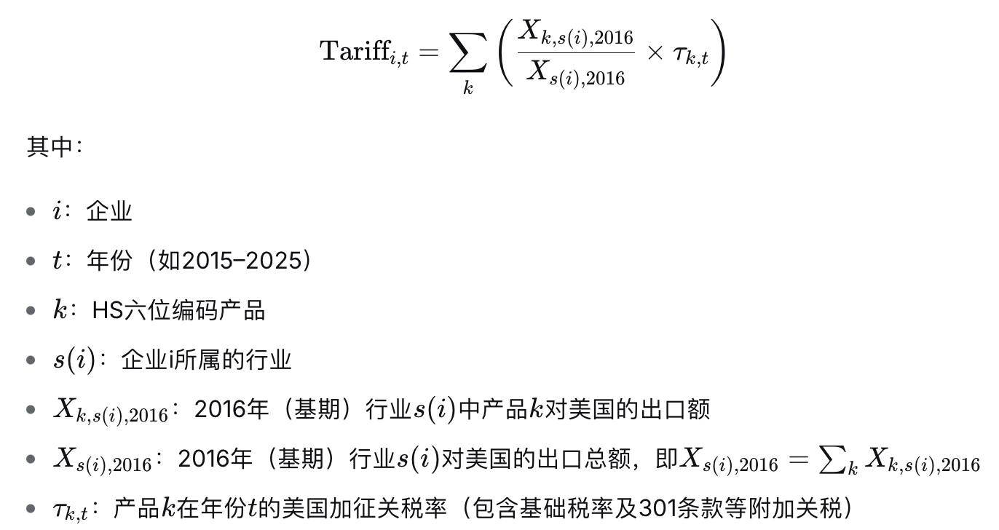 $$\text{Tariff}_{i,t} = \sum_{k} \left( \frac{X_{k,s(i),2016}}{X_{s(i),2016}} \times \tau_{k,t} \right)$$
其中：
• $i$：企业
• $t$：年份（如2015–2025）
• $k$：HS六位编码产品
• $s(i)$：企业i所属的行业
• $X_{k,s(i),2016}$：2016年（基期）行业$s(i)$中产品$k$对美国的出口额
• $X_{s(i),2016}$：2016年（基期）行业$s(i)$对美国的出口总额，即$X_{s(i),2016} = \sum_{k} X_{k,s(i),2016}$
• $\tau_{k,t}$：产品$k$在年份$t$的美国加征关税率（包含基础税率及301条款等附加关税）